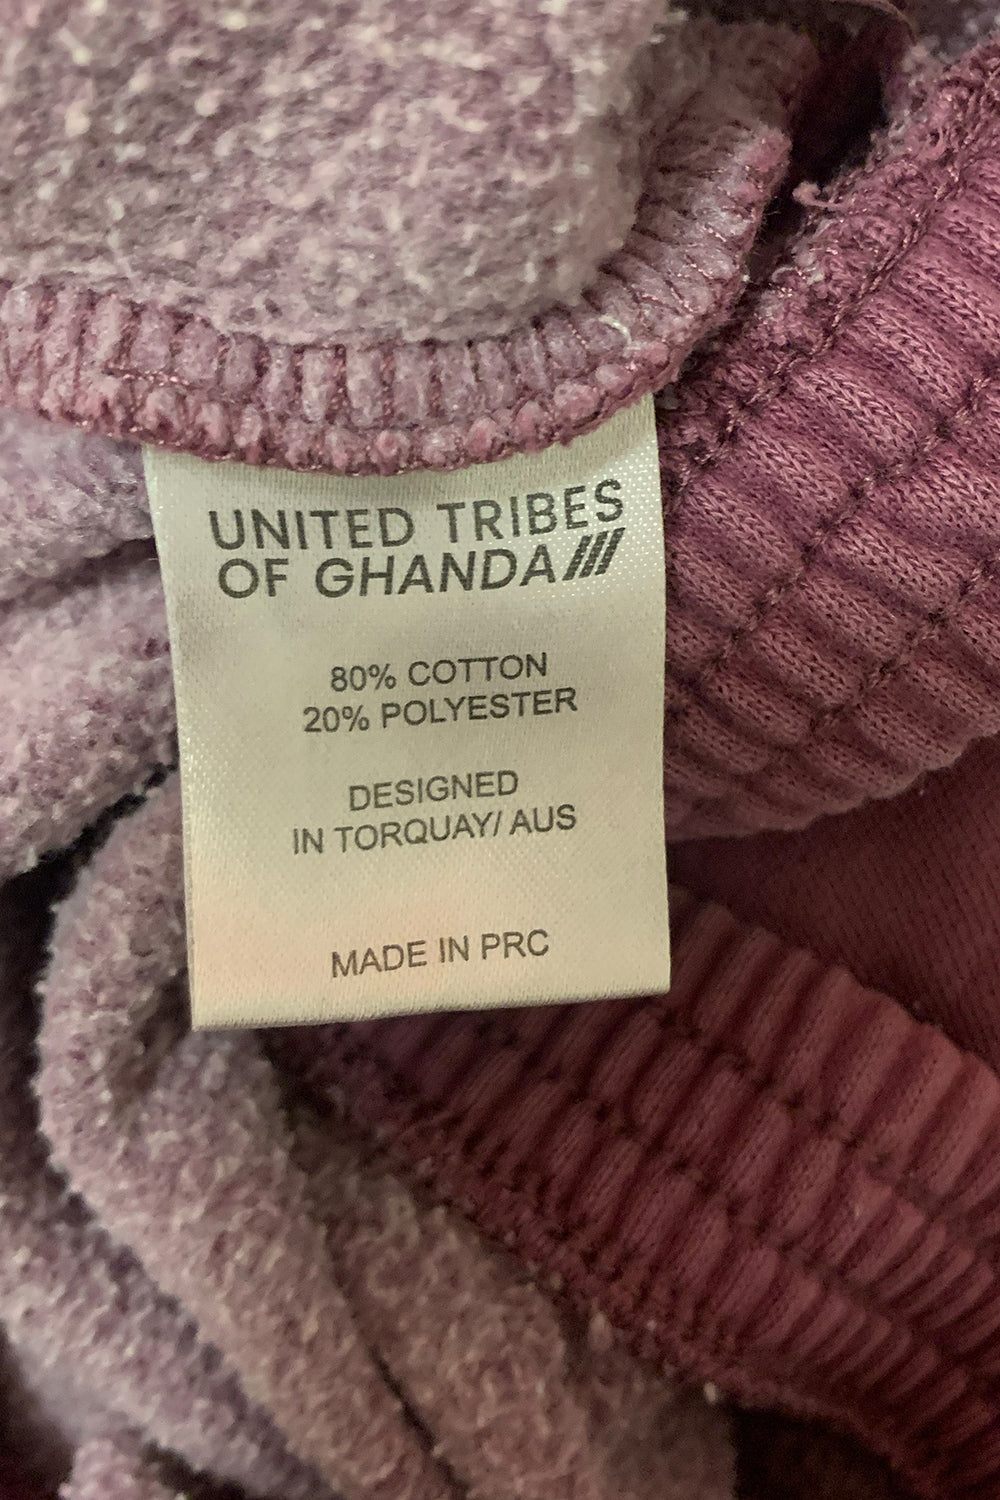 UNITED TRIBES
OF GHANDA
80% COTTON
20% POLYESTER
DESIGNED
IN TORQUAY/ AUS
MADE IN PRC